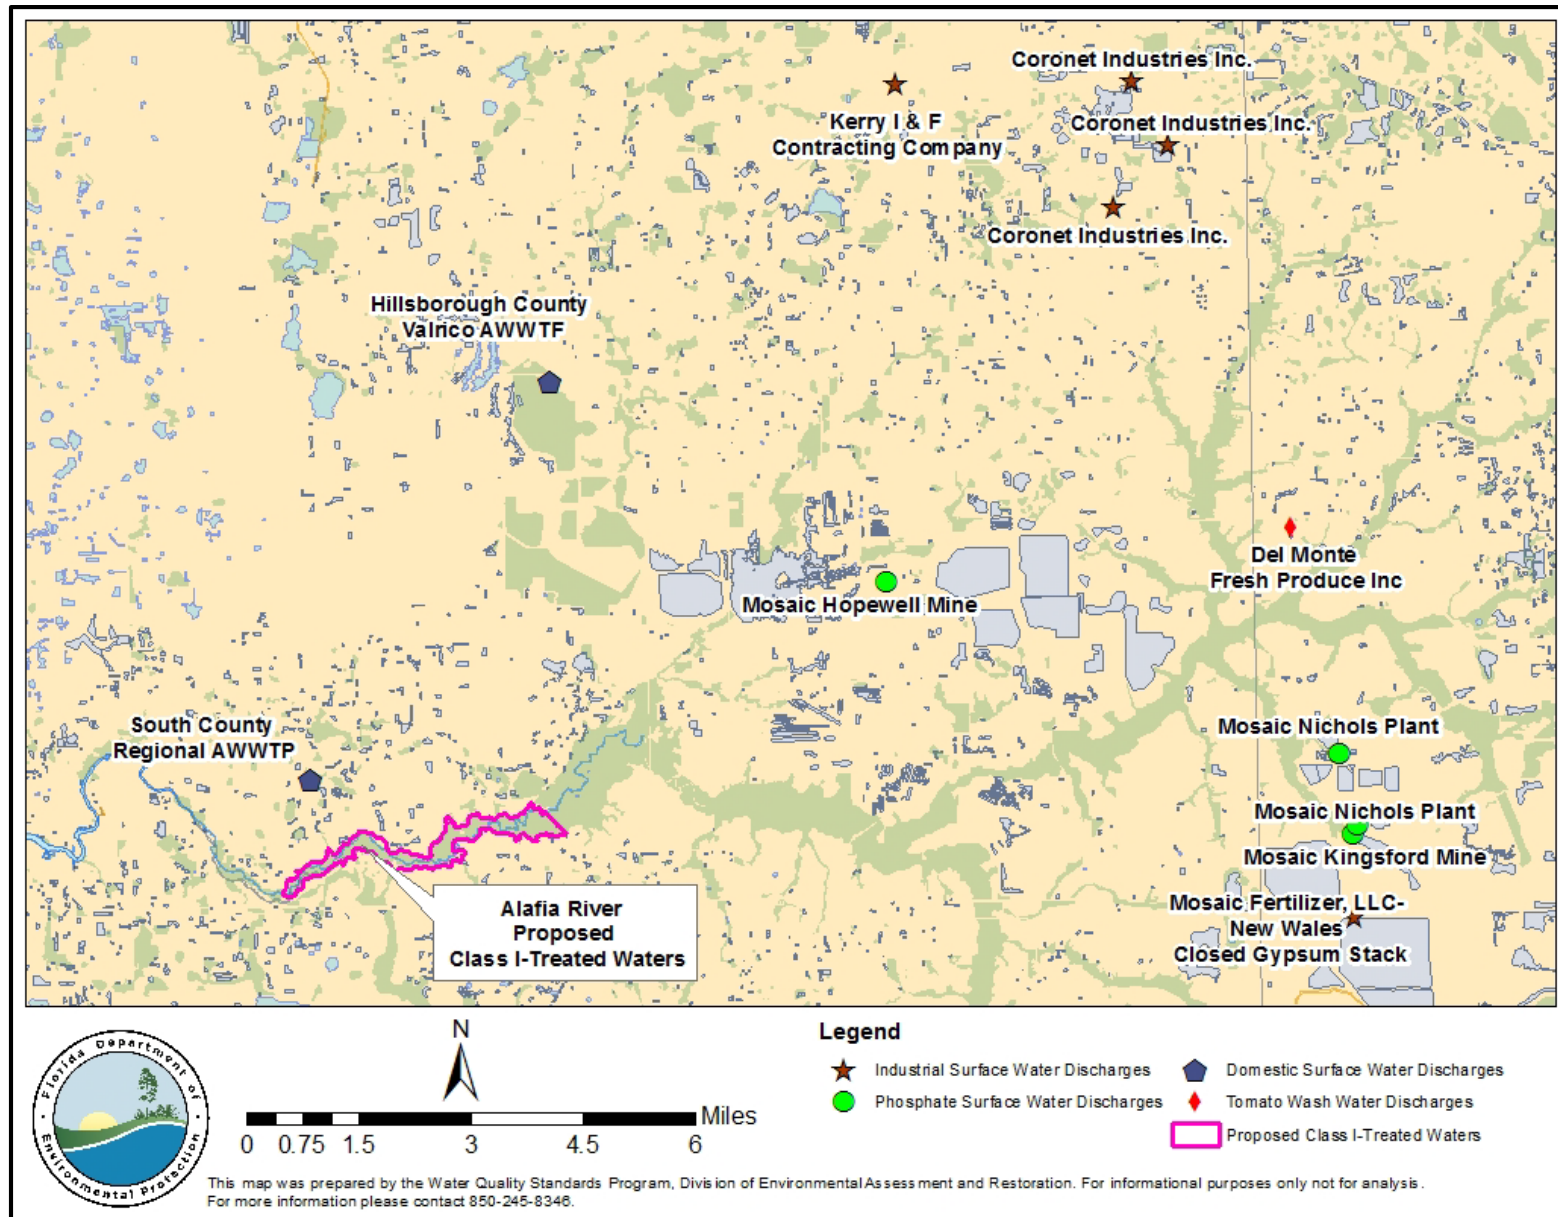 Coronet Industries Inc.
Kerry I & F
Contracting Company
Coronet Industries Inc.
Coronet Industries Inc.
Hillsborough County
Valrico AWWTF
Del Monte
Fresh Produce Inc
Mosaic Hopewell Mine
South County
Regional AWWTP
Mosaic Nichols Plant
Mosaic Nichols Plant
Mosaic Kingsford Mine
Mosaic Fertilizer, LLC-
New Wales
Closed Gypsum Stack
Alafia River
Proposed
Class I-Treated Waters
Florida Department of
Environmental Protection
N
Miles
0 0.75 1.5 3 4.5 6
Legend
Industrial Surface Water Discharges
Domestic Surface Water Discharges
Phosphate Surface Water Discharges
Tomato Wash Water Discharges
Proposed Class I-Treated Waters
This map was prepared by the Water Quality Standards Program, Division of Environmental Assessment and Restoration. For informational purposes only not for analysis.
For more information please contact 850-245-8346.